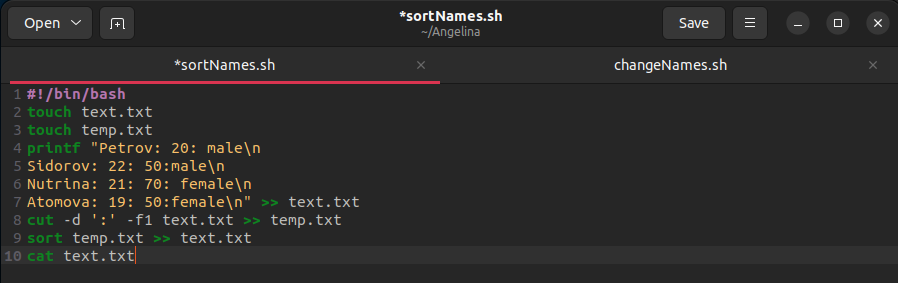 Open
*sortNames.sh
~/Angelina
Save
*sortNames.sh
changeNames.sh
1 #!/bin/bash
2 touch text.txt
3 touch temp.txt
4 printf "Petrov: 20: male\n
5 Sidorov: 22: 50:male\n
6 Nutrina: 21: 70: female\n
7 Atomova: 19: 50:female\n" >> text.txt
8 cut -d ':' -f1 text.txt >> temp.txt
9 sort temp.txt >> text.txt
10 cat text.txt